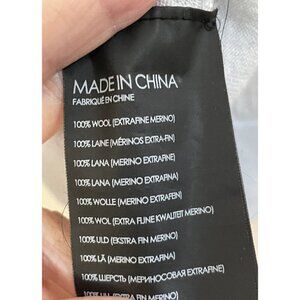 MADE IN CHINA
FABRIQUÉ EN CHINE
100% WOOL (EXTRAFINE MERINO)
100% LAINE (MÉRINOS EXTRA-FIN)
100% LANA (MERINO EXTRAFINE)
100% LANA (MERINO EXTRAFINA)
100% WOLLE (MERINO EXTRAFEIN)
100% WOL (EXTRA FIJNE KWALITEIT MERINO)
100% ULD (EKSTRA FIN MERINO)
100% LÃ (MERINO EXTRAFINA)
100% ШЕРСТЬ (МЕРИНОСОВАЯ EXTRAFINE)